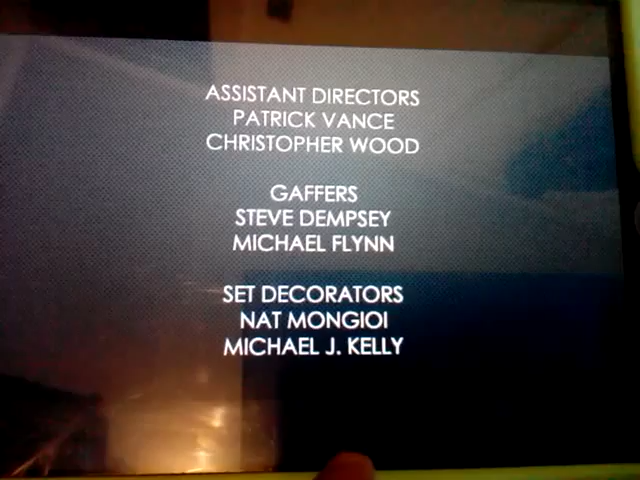 ASSISTANT DIRECTORS
PATRICK VANCE
CHRISTOPHER WOOD
GAFFERS
STEVE DEMPSEY
MICHAEL FLYNN
SET DECORATORS
NAT MONGIOI
MICHAEL J. KELLY